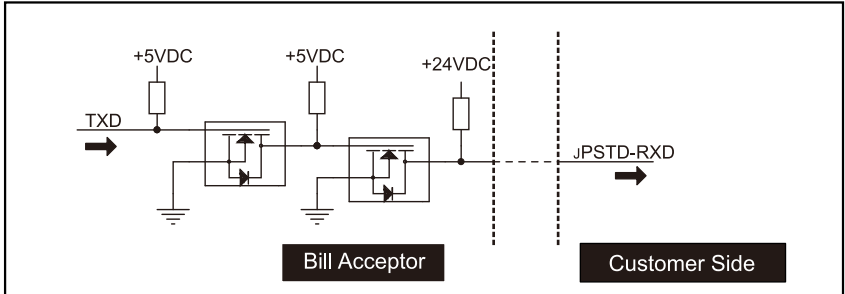 +5VDC
+5VDC
+24VDC
TXD
JPSTD-RXD
Bill Acceptor
Customer Side